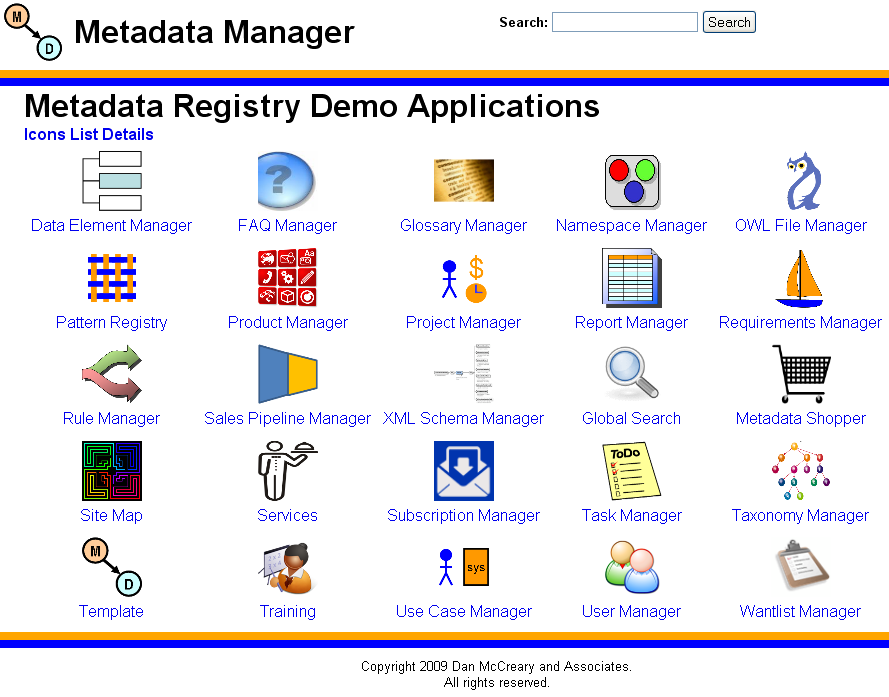 M
D
Metadata Manager
Search:
Search
Metadata Registry Demo Applications
Icons List Details
Data Element Manager
?
FAQ Manager
Glossary Manager
Namespace Manager
OWL File Manager
Pattern Registry
Product Manager
$
Project Manager
Report Manager
Requirements Manager
Rule Manager
Sales Pipeline Manager
XML Schema Manager
Global Search
Metadata Shopper
Site Map
Services
Subscription Manager
ToDo
Task Manager
Taxonomy Manager
M
D
Template
Training
sys
Use Case Manager
User Manager
Wantlist Manager
Copyright 2009 Dan McCreary and Associates.
All rights reserved.